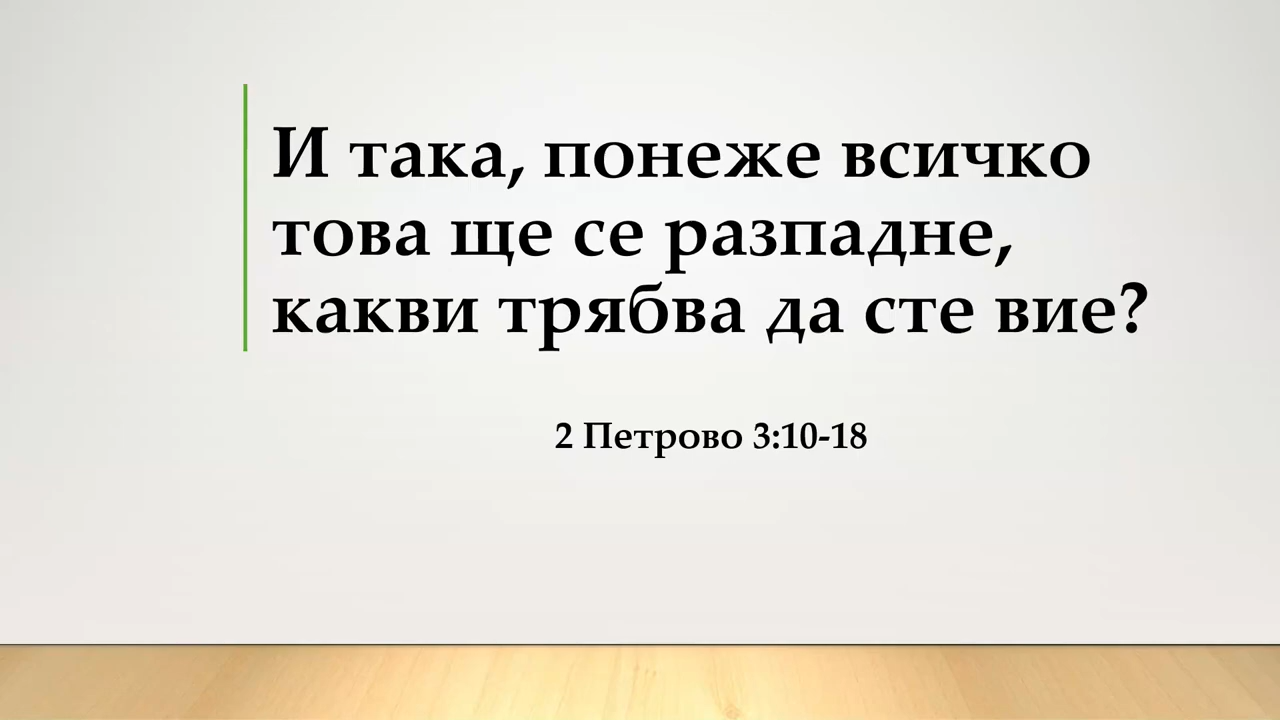 И така, понеже всичко
това ще се разпадне,
какви трябва да сте вие?
2 Петрово 3:10-18